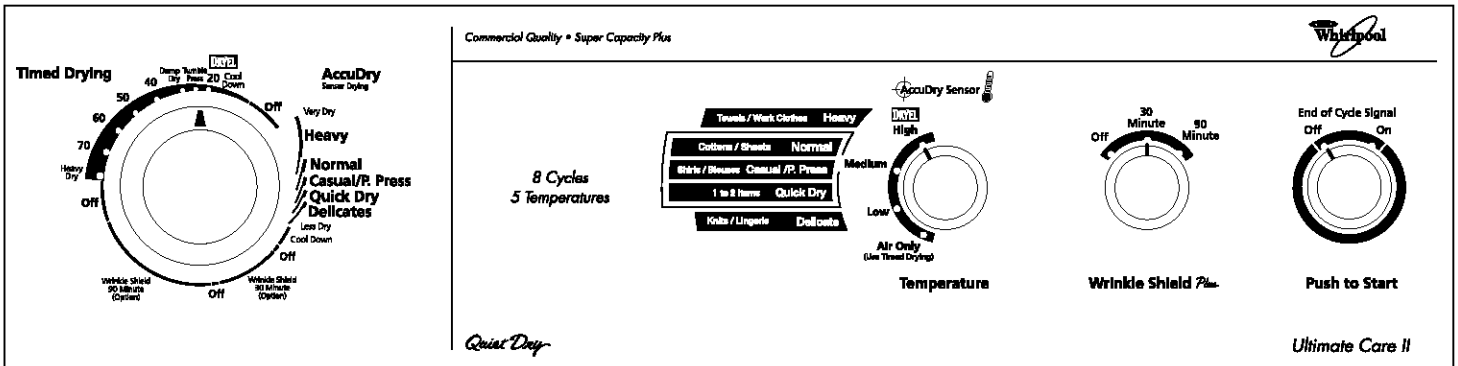 Timed Drying
Heavy Dry
70
60
50
40
Damp Dry
Tumble Press
DRYEL
20
Cool Down
Off
AccuDry
Sensor Drying
Very Dry
Heavy
Normal
Casual/P. Press
Quick Dry
Delicates
Less Dry
Cool Down
Off
Wrinkle Shield
30 Minute
(Option)
Off
Wrinkle Shield
90 Minute
(Option)
Off
Commercial Quality • Super Capacity Plus
Whirlpool
8 Cycles
5 Temperatures
Towels / Work Clothes Heavy
Cottons / Sheets Normal
Shirts / Blouses Casual /P. Press
1 to 2 Items Quick Dry
Knits / Lingerie Delicate
AccuDry Sensor
DRYEL
High
Medium
Low
Air Only
(Use Timed Drying)
Temperature
Off
30 Minute
90 Minute
Wrinkle Shield Plus
End of Cycle Signal
Off
On
Push to Start
Quiet Dry
Ultimate Care II